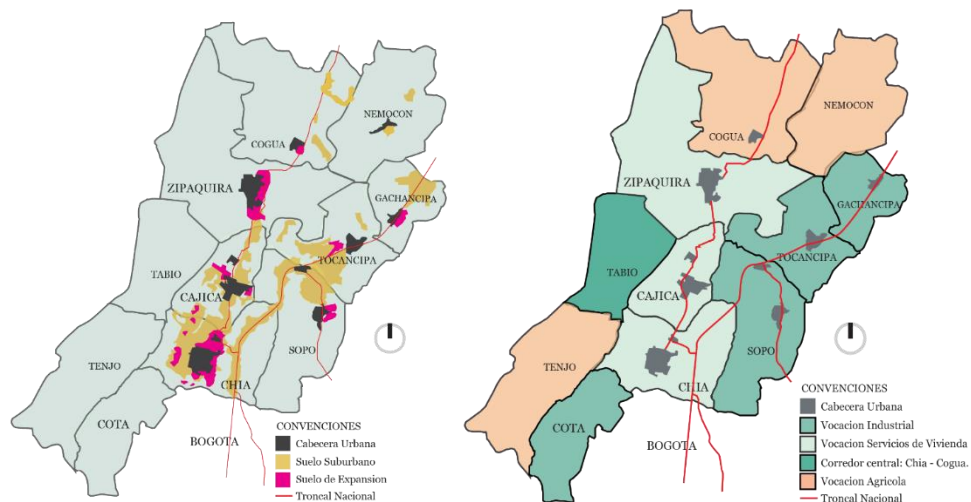 NEMOCON
COGUA
ZIPAQUIRA
GACHANCIPA
TOCANCIPA
TABIO
CAJICA
TENJO
SOPO
CHIA
COTA
BOGOTA
CONVENCIONES
Cabecera Urbana
Suelo Suburbano
Suelo de Expansion
Troncal Nacional
NEMOCON
COGUA
ZIPAQUIRA
GACHANCIPA
TOCANCIPA
TABIO
CAJICA
TENJO
SOPO
CHIA
COTA
BOGOTA
CONVENCIONES
Cabecera Urbana
Vocacion Industrial
Vocacion Servicios de Vivienda
Corredor central: Chia - Cogua.
Vocacion Agricola
Troncal Nacional